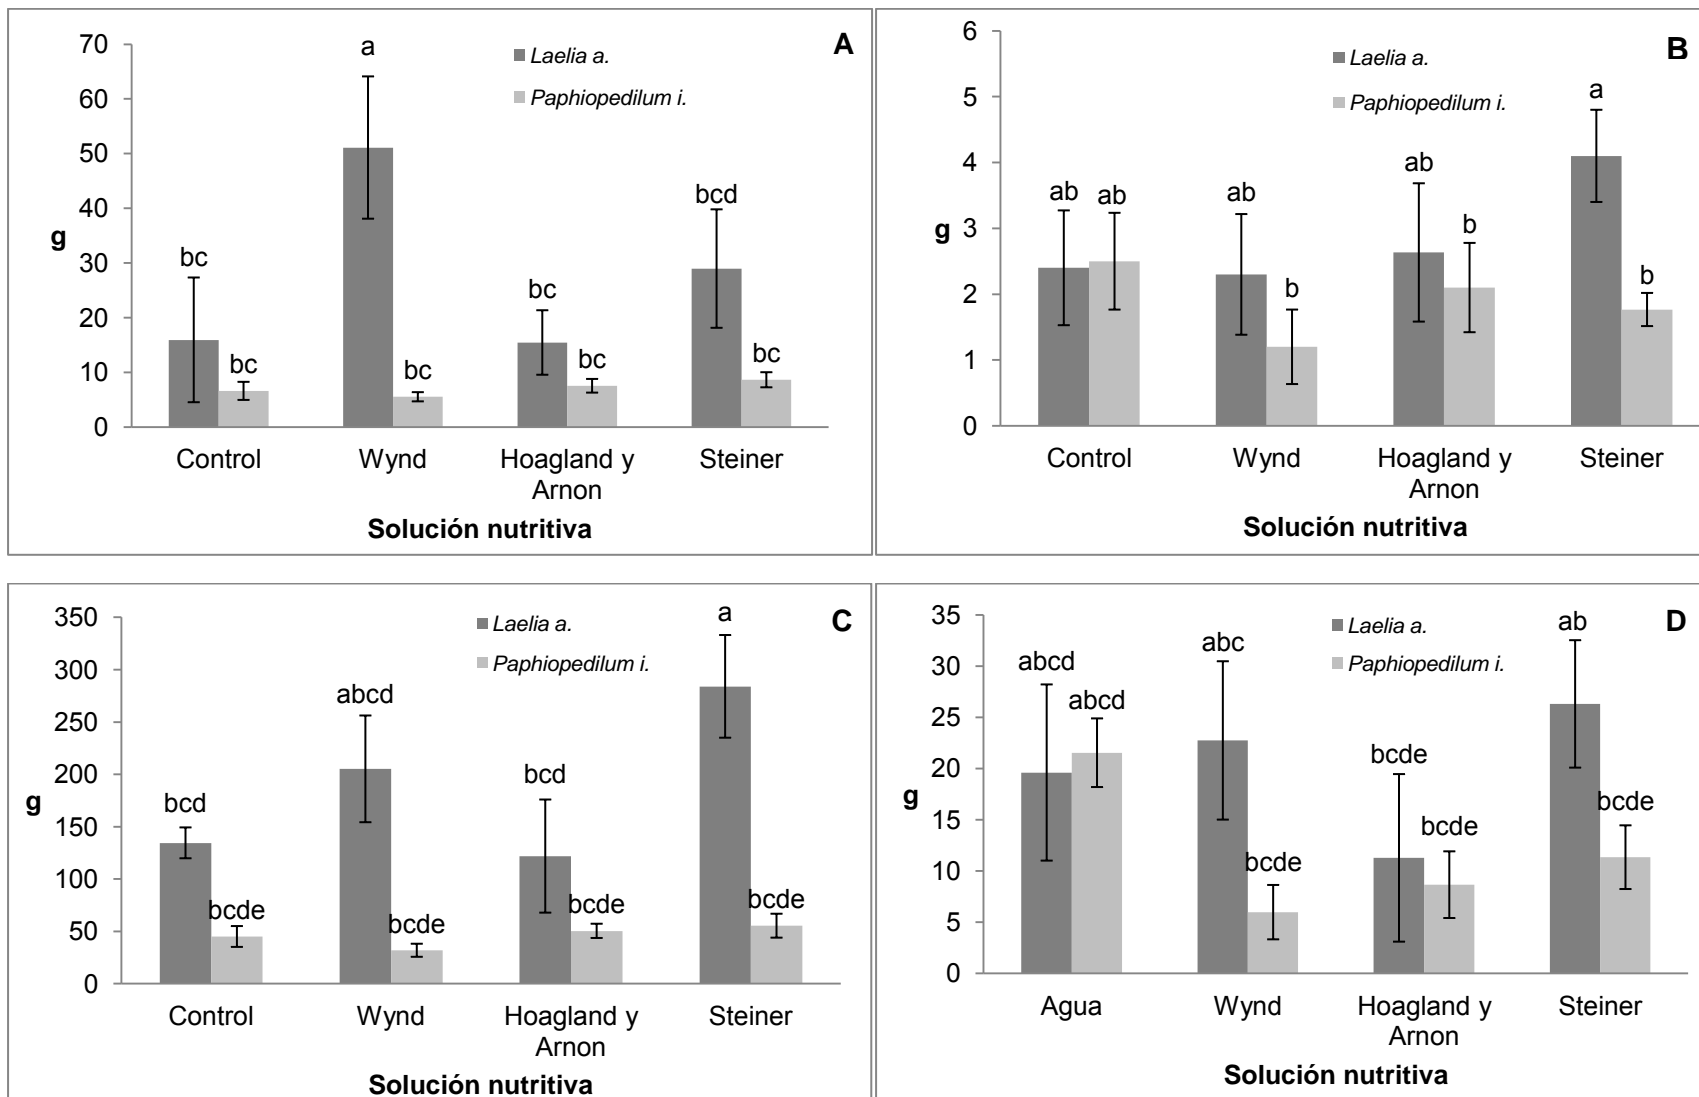 A
70
60
50
40
30
20
10
0
g
Laelia a.
Paphiopedilum i.
bc
bc
a
bc
bc
bc
bcd
bc
Control
Wynd
Hoagland y
Arnon
Steiner
Solución nutritiva
B
6
5
4
3
2
1
0
g
Laelia a.
Paphiopedilum i.
ab
ab
ab
b
ab
b
a
b
Control
Wynd
Hoagland y
Arnon
Steiner
Solución nutritiva
C
350
300
250
200
150
100
50
0
g
Laelia a.
Paphiopedilum i.
bcd
bcde
abcd
bcde
bcd
bcde
a
bcde
Control
Wynd
Hoagland y
Arnon
Steiner
Solución nutritiva
D
35
30
25
20
15
10
5
0
g
Laelia a.
Paphiopedilum i.
abcd
abcd
abc
bcde
bcde
bcde
ab
bcde
Agua
Wynd
Hoagland y
Arnon
Steiner
Solución nutritiva